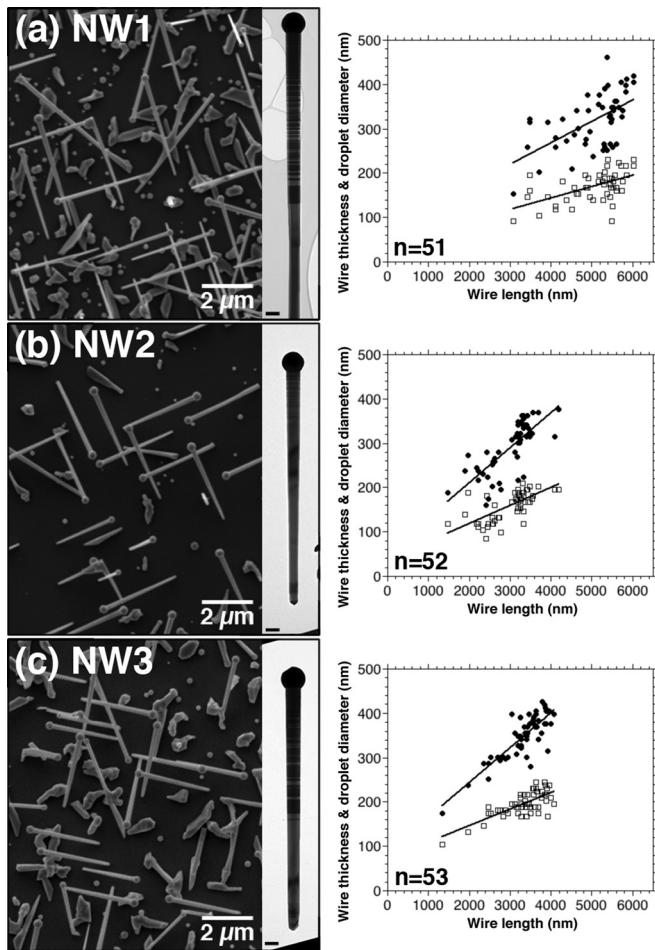 (a) NW1
2 µm
Wire thickness & droplet diameter (nm)
500
400
300
200
100
0
n=51
0 1000 2000 3000 4000 5000 6000
Wire length (nm)
(b) NW2
2 µm
Wire thickness & droplet diameter (nm)
500
400
300
200
100
0
n=52
0 1000 2000 3000 4000 5000 6000
Wire length (nm)
(c) NW3
2 µm
Wire thickness & droplet diameter (nm)
500
400
300
200
100
0
n=53
0 1000 2000 3000 4000 5000 6000
Wire length (nm)